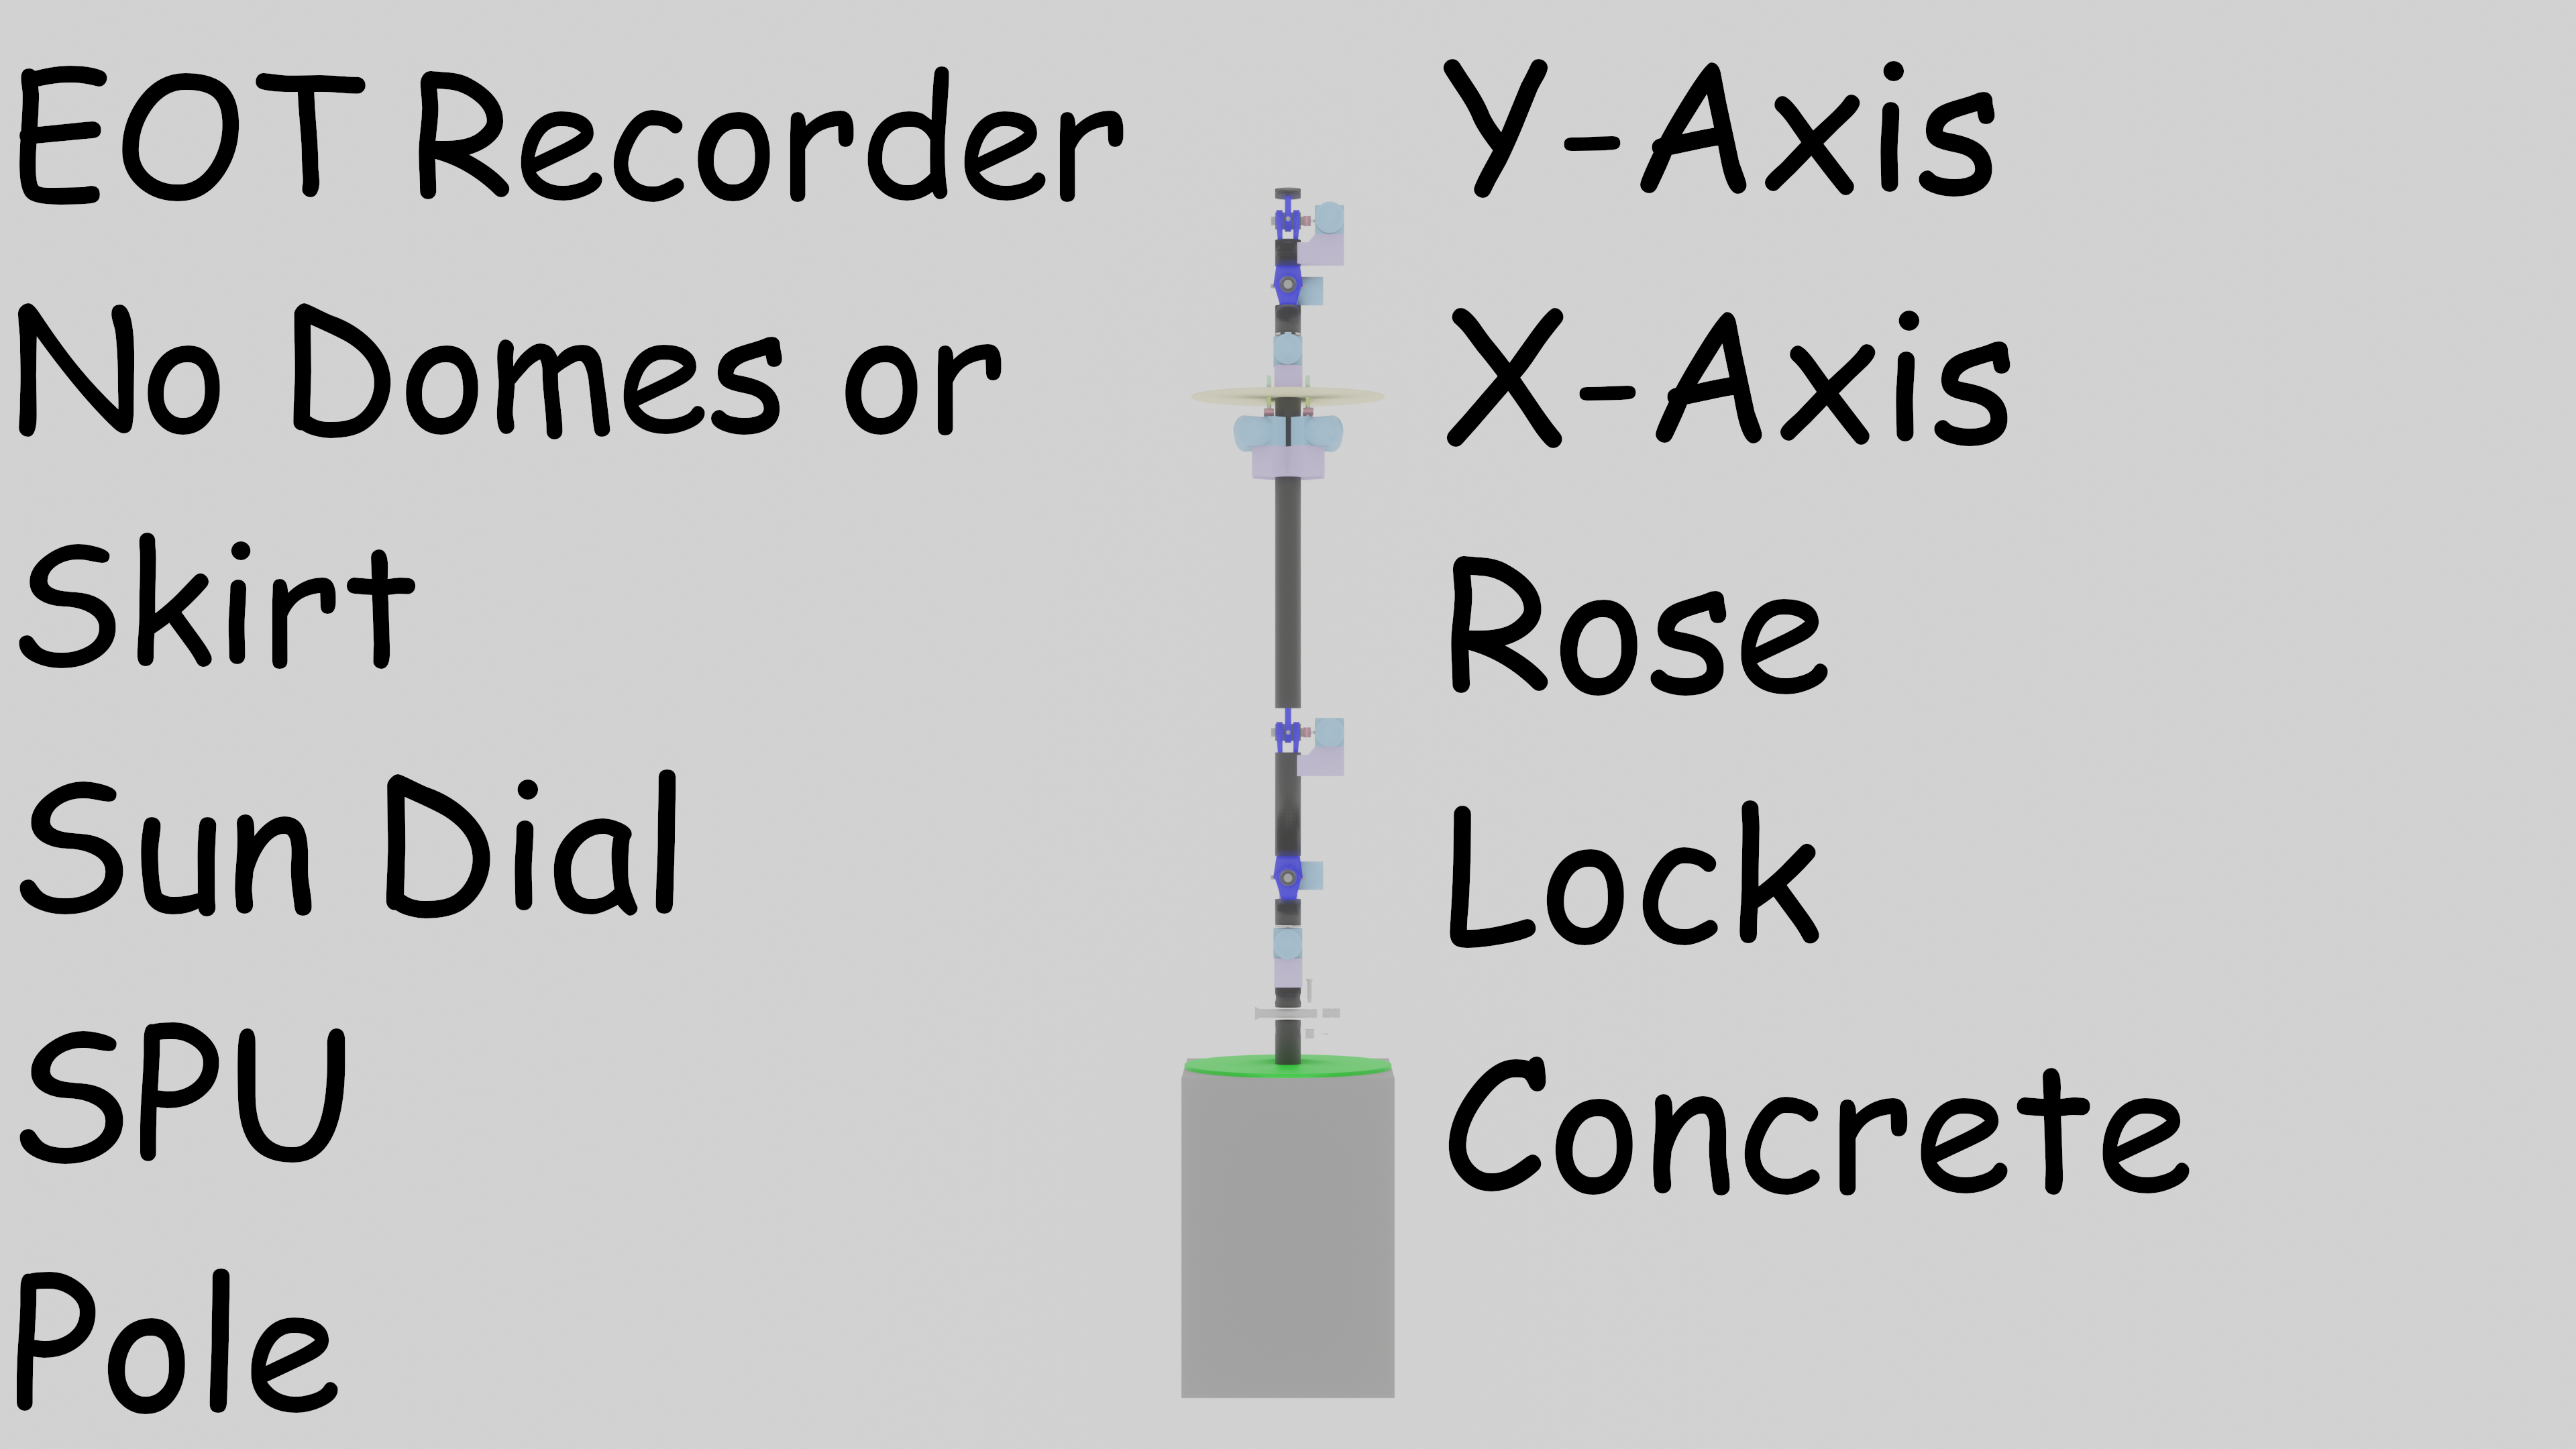 EOT Recorder
No Domes or
Skirt
Sun Dial
SPU
Pole
Y-Axis
X-Axis
Rose
Lock
Concrete